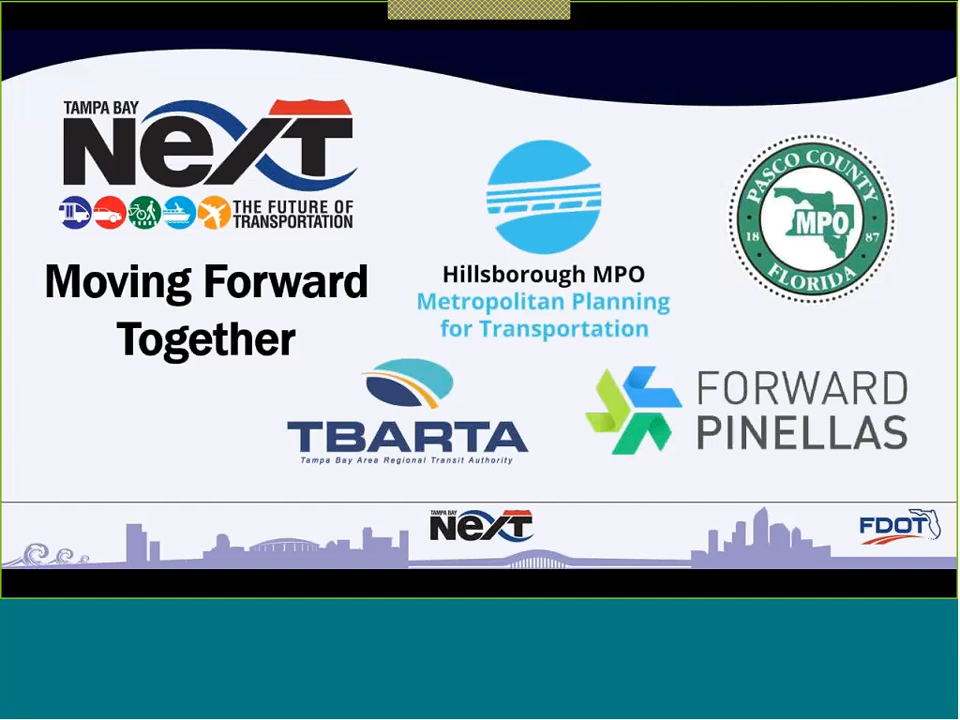 TAMPA BAY
NeXT
THE FUTURE OF
TRANSPORTATION
Moving Forward
Together
Hillsborough MPO
Metropolitan Planning
for Transportation
PASCO COUNTY
MPO
18 87
FLORIDA
TBARTA
Tampa Bay Area Regional Transit Authority
FORWARD
PINELLAS
TAMPA BAY
NeXT
FDOT